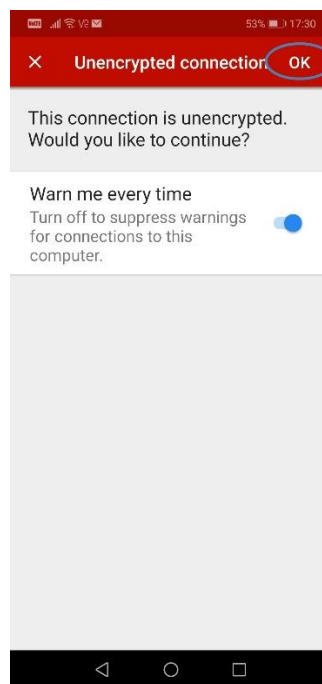 53% 17:30
Unencrypted connection OK
This connection is unencrypted.
Would you like to continue?
Warn me every time
Turn off to suppress warnings
for connections to this
computer.